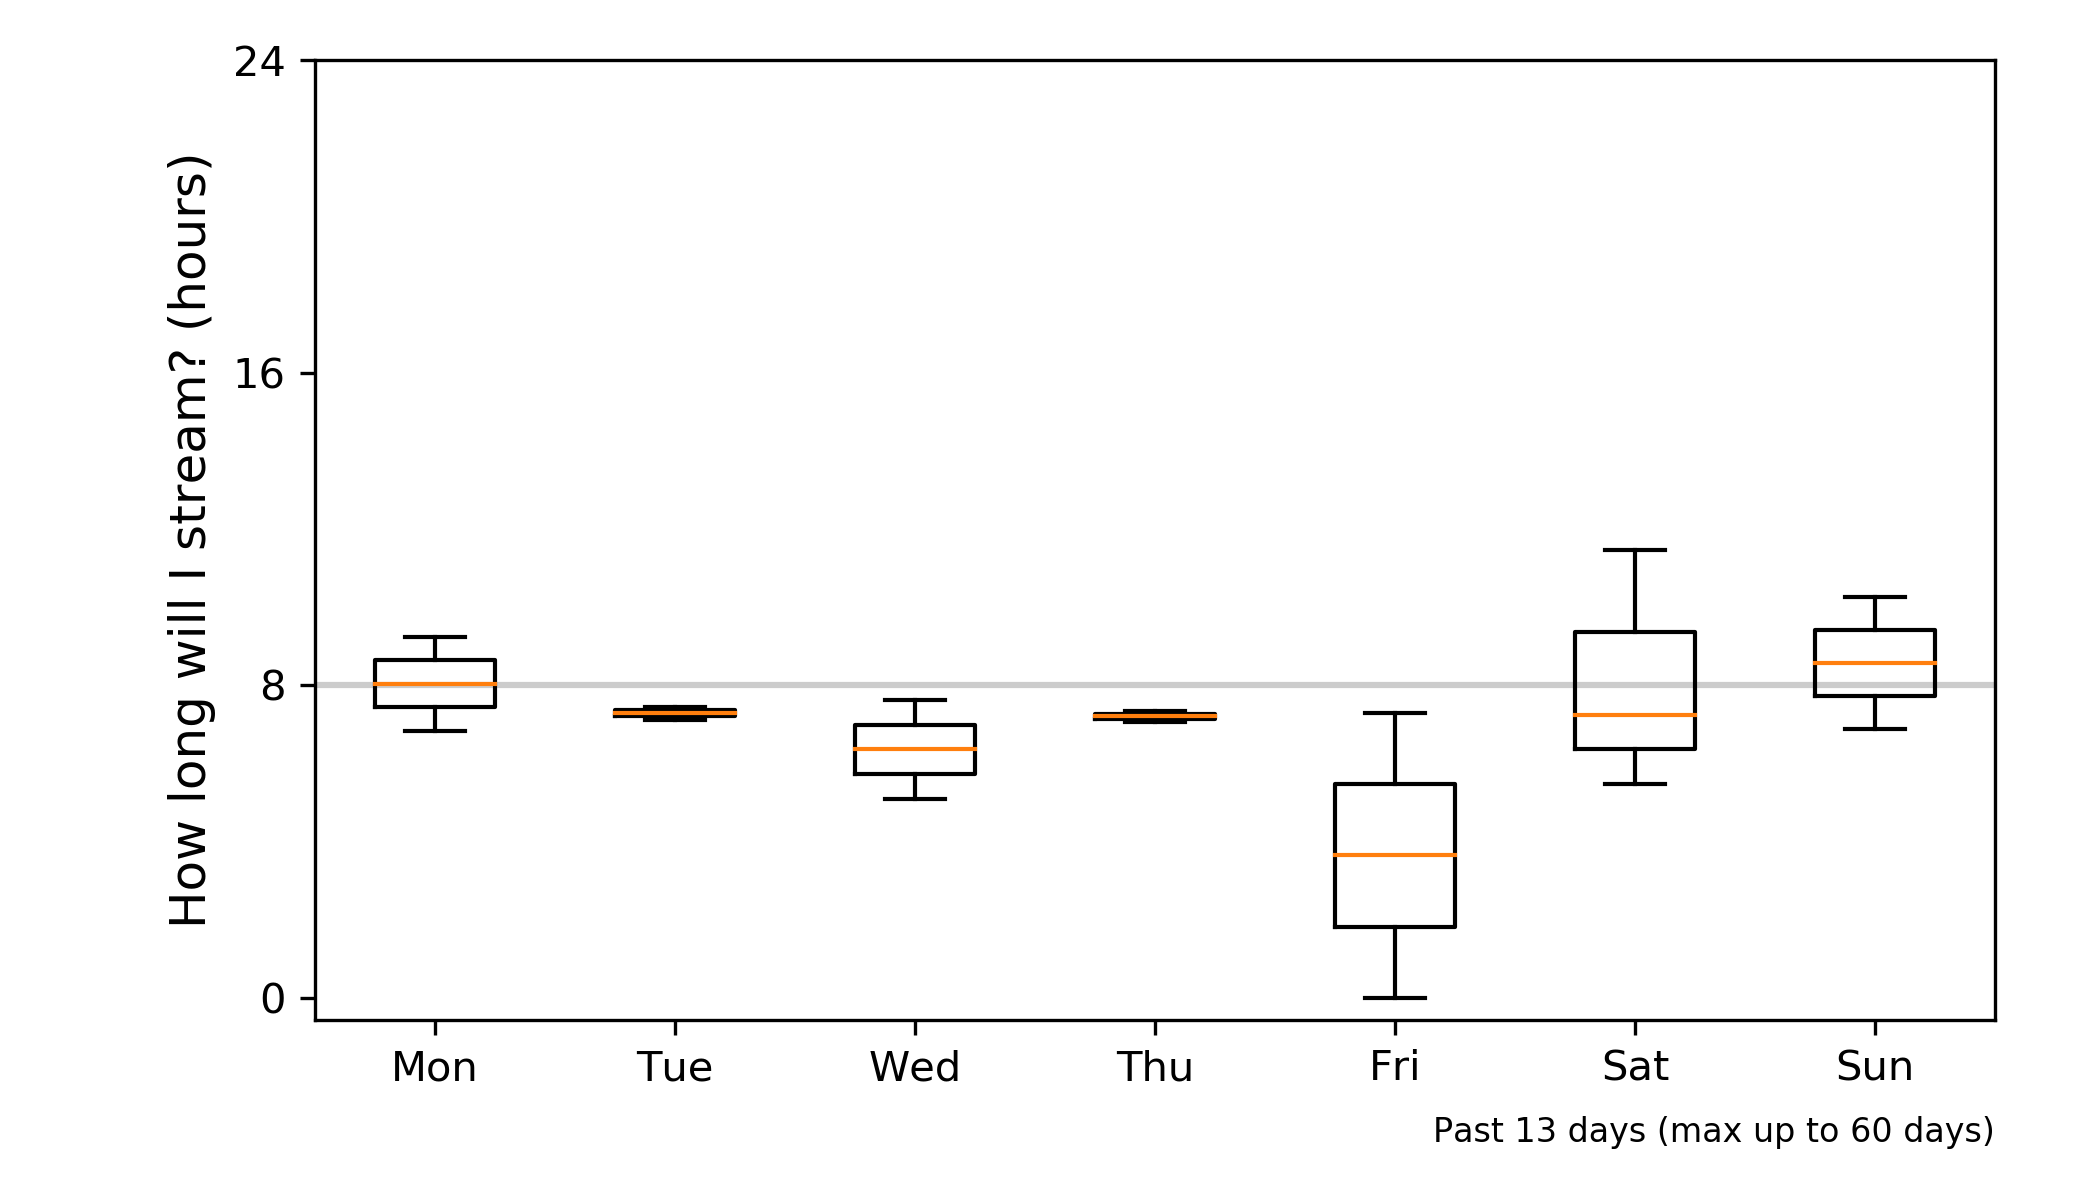 How long will I stream? (hours)
24
16
8
0
Mon Tue Wed Thu Fri Sat Sun
Past 13 days (max up to 60 days)